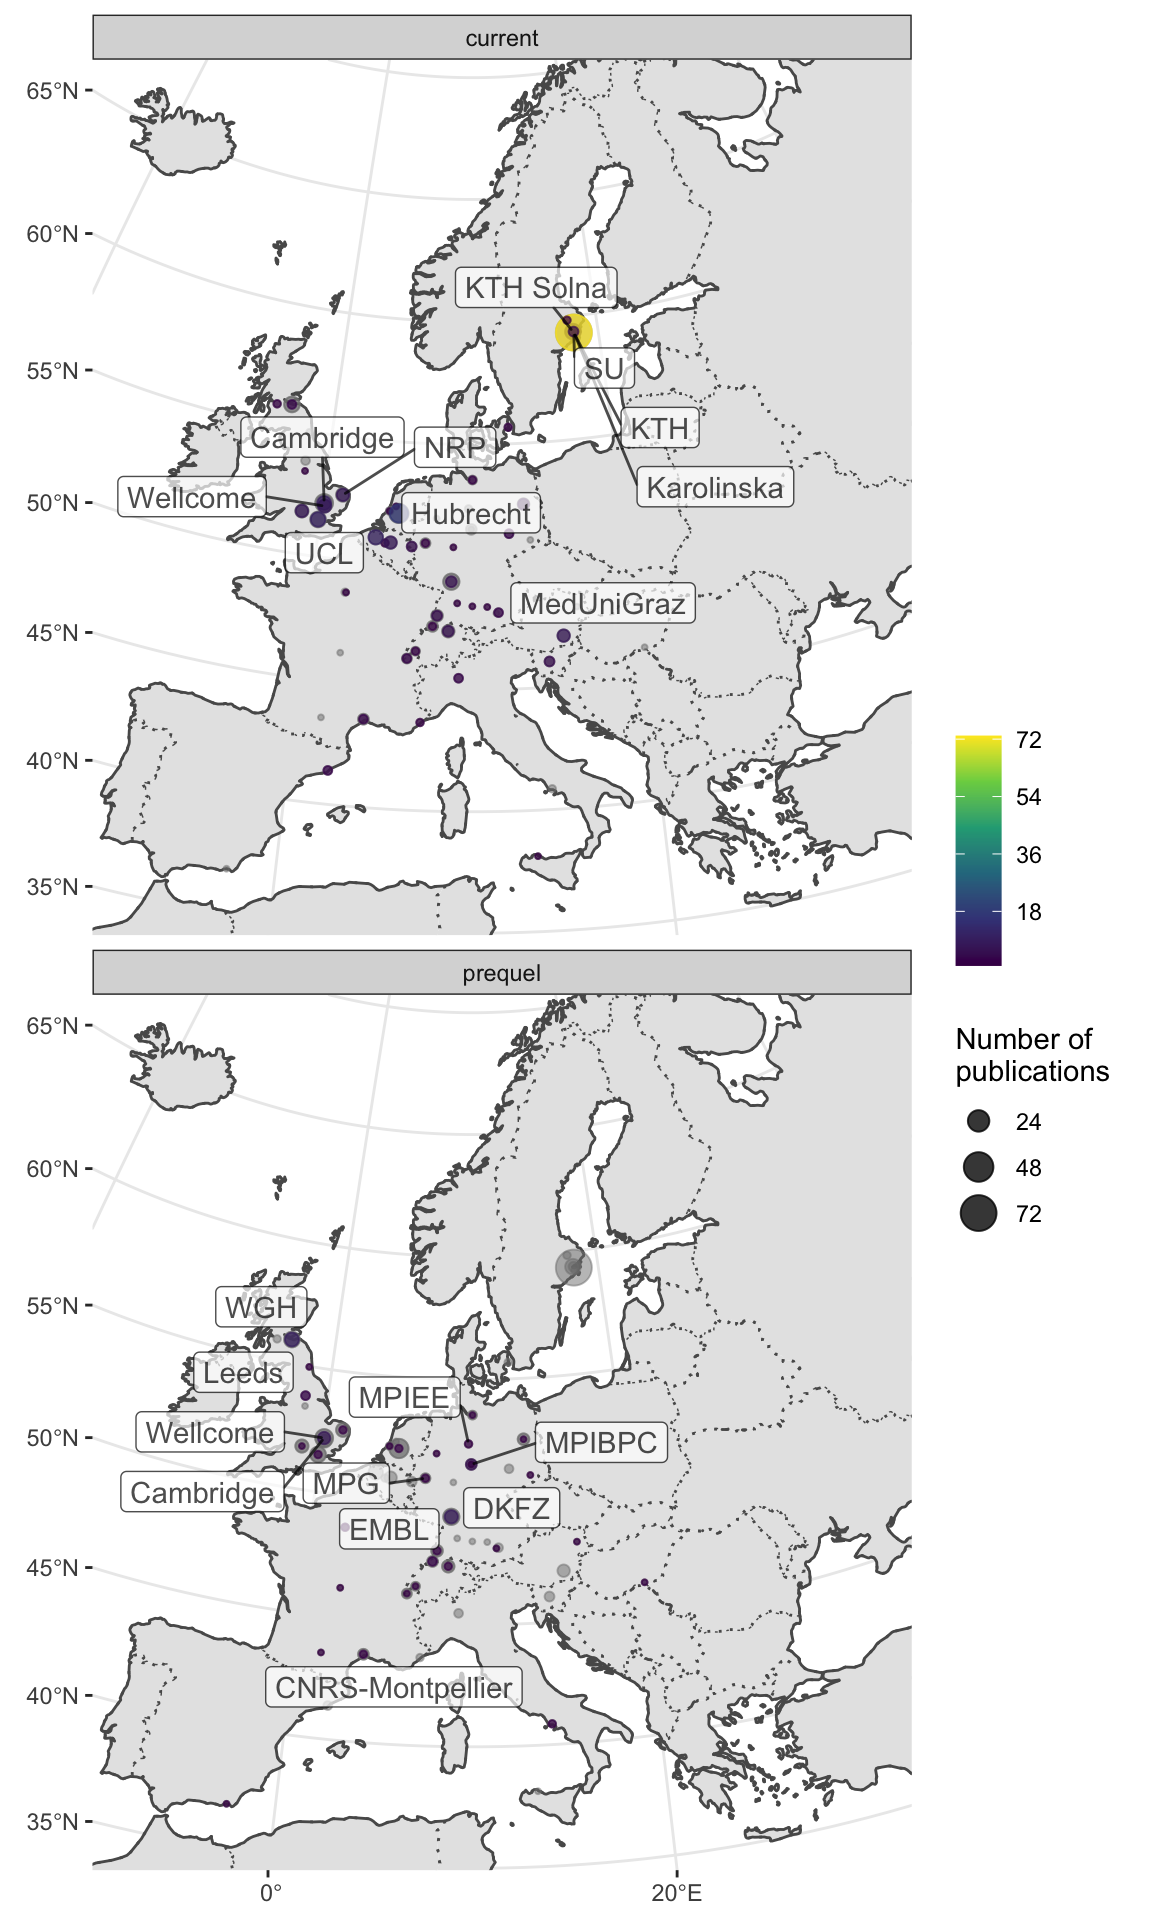 current
65°N
60°N
KTH Solna
55°N
SU
Cambridge
NRP
KTH
50°N
Wellcome
Karolinska
Hubrecht
UCL
MedUniGraz
45°N
40°N
35°N
72
54
36
18
prequel
65°N
Number of
publications
24
48
72
60°N
55°N
WGH
Leeds
MPIEE
50°N
Wellcome
MPIBPC
MPG
Cambridge
DKFZ
EMBL
45°N
CNRS-Montpellier
40°N
35°N
0°
20°E